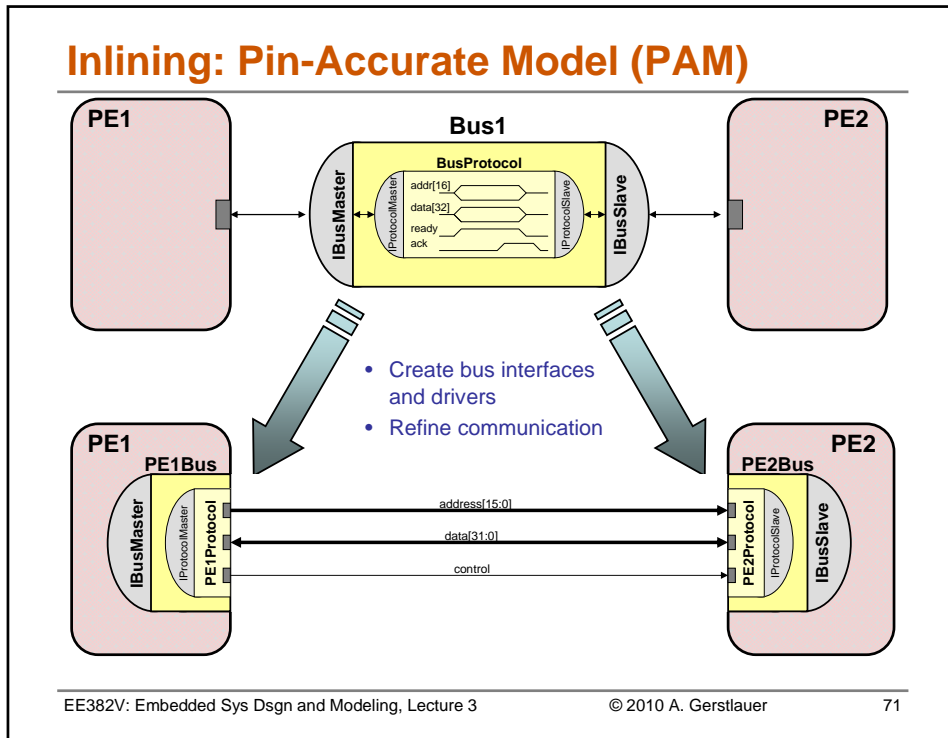 Inlining: Pin-Accurate Model (PAM)
PE1
Bus1
PE2
BusProtocol
IBusMaster
IProtocolMaster
addr[16]
data[32]
ready
ack
IProtocolSlave
IBusSlave
• Create bus interfaces
and drivers
• Refine communication
PE1
PE1Bus
IBusMaster
IProtocolMaster
PE1Protocol
address[15:0]
data[31:0]
control
PE2
PE2Bus
PE2Protocol
IProtocolSlave
IBusSlave
EE382V: Embedded Sys Dsgn and Modeling, Lecture 3
© 2010 A. Gerstlauer
71